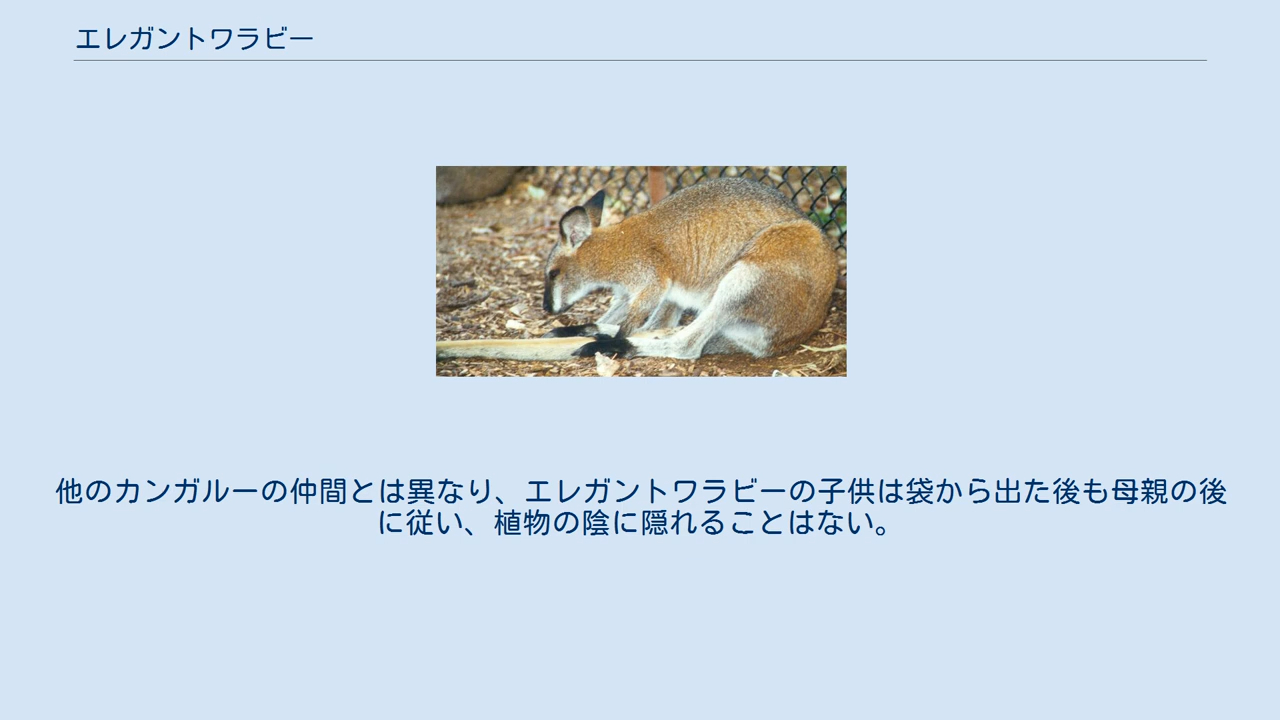 エレガントワラビー
他のカンガルーの仲間とは異なり、エレガントワラビーの子供は袋から出た後も母親の後
に従い、植物の陰に隠れることはない。